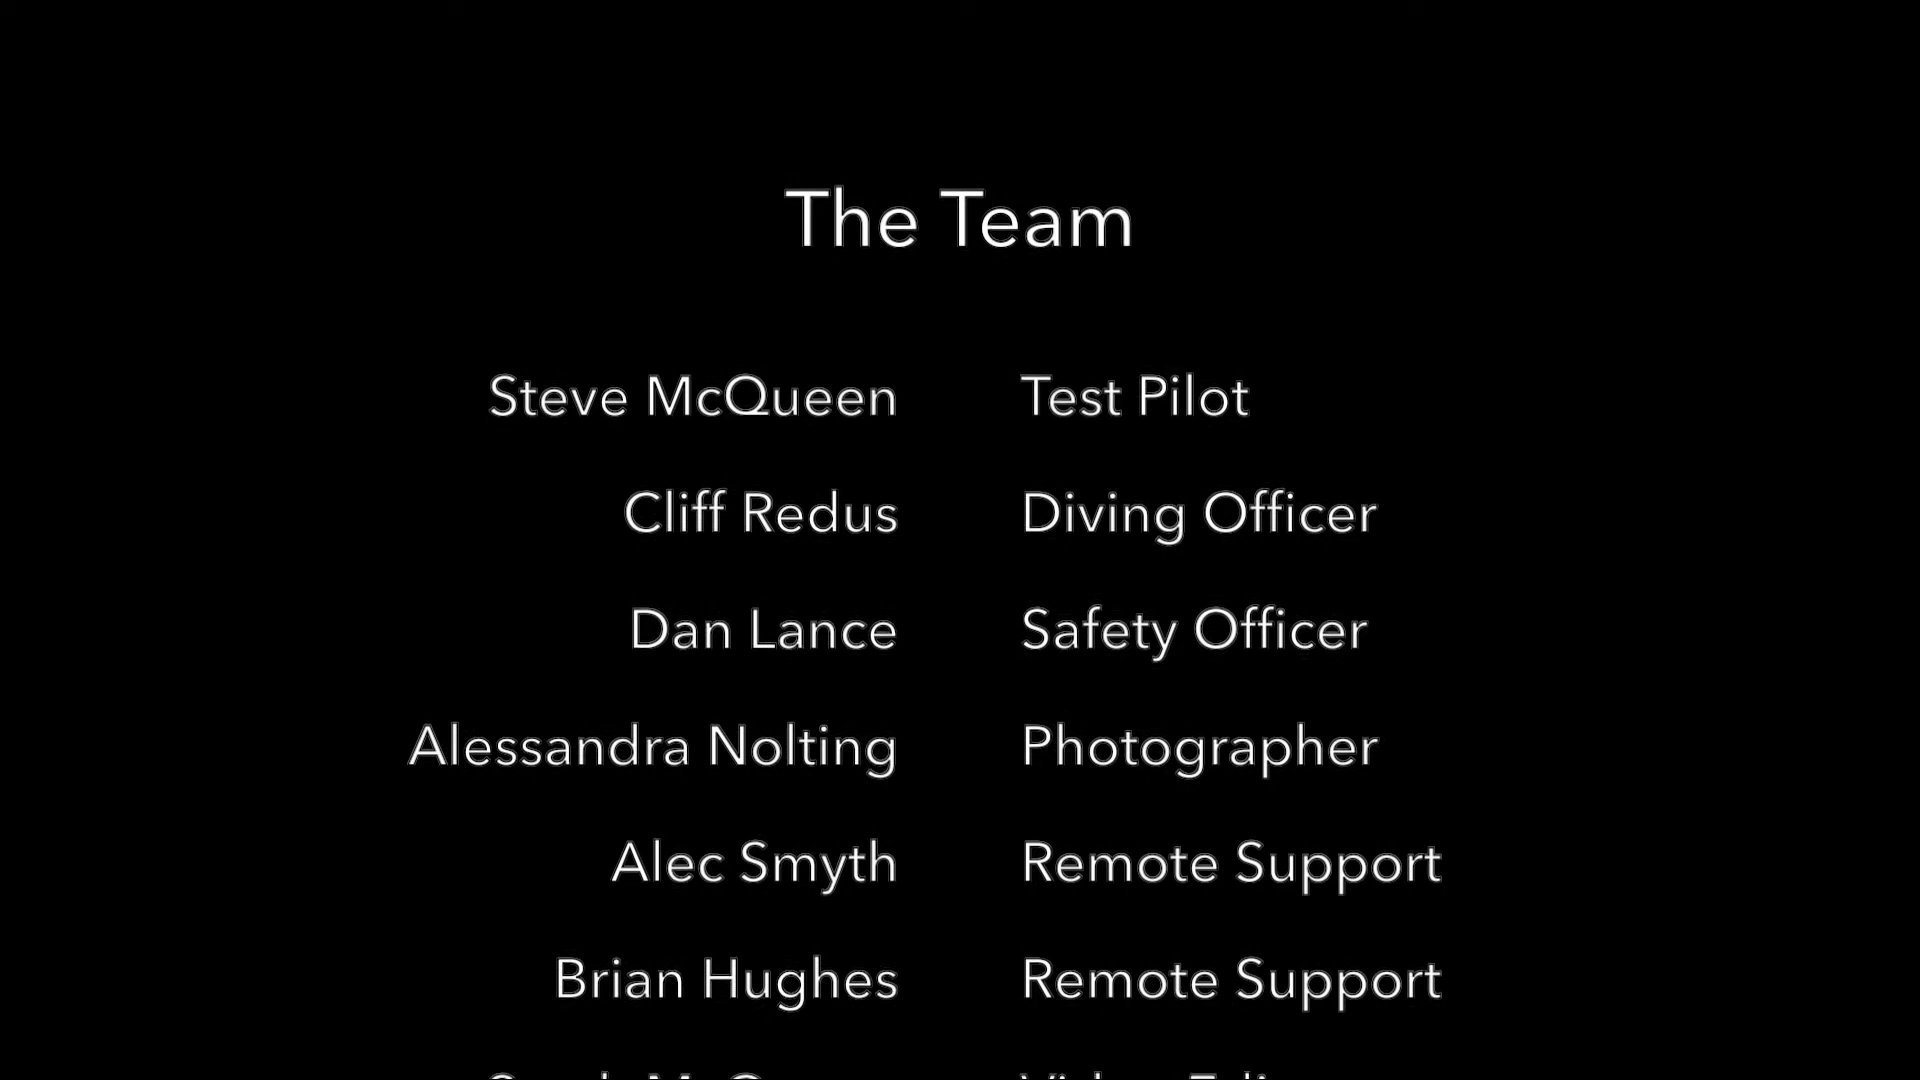 The Team
Steve McQueen Test Pilot
Cliff Redus Diving Officer
Dan Lance Safety Officer
Alessandra Nolting Photographer
Alec Smyth Remote Support
Brian Hughes Remote Support